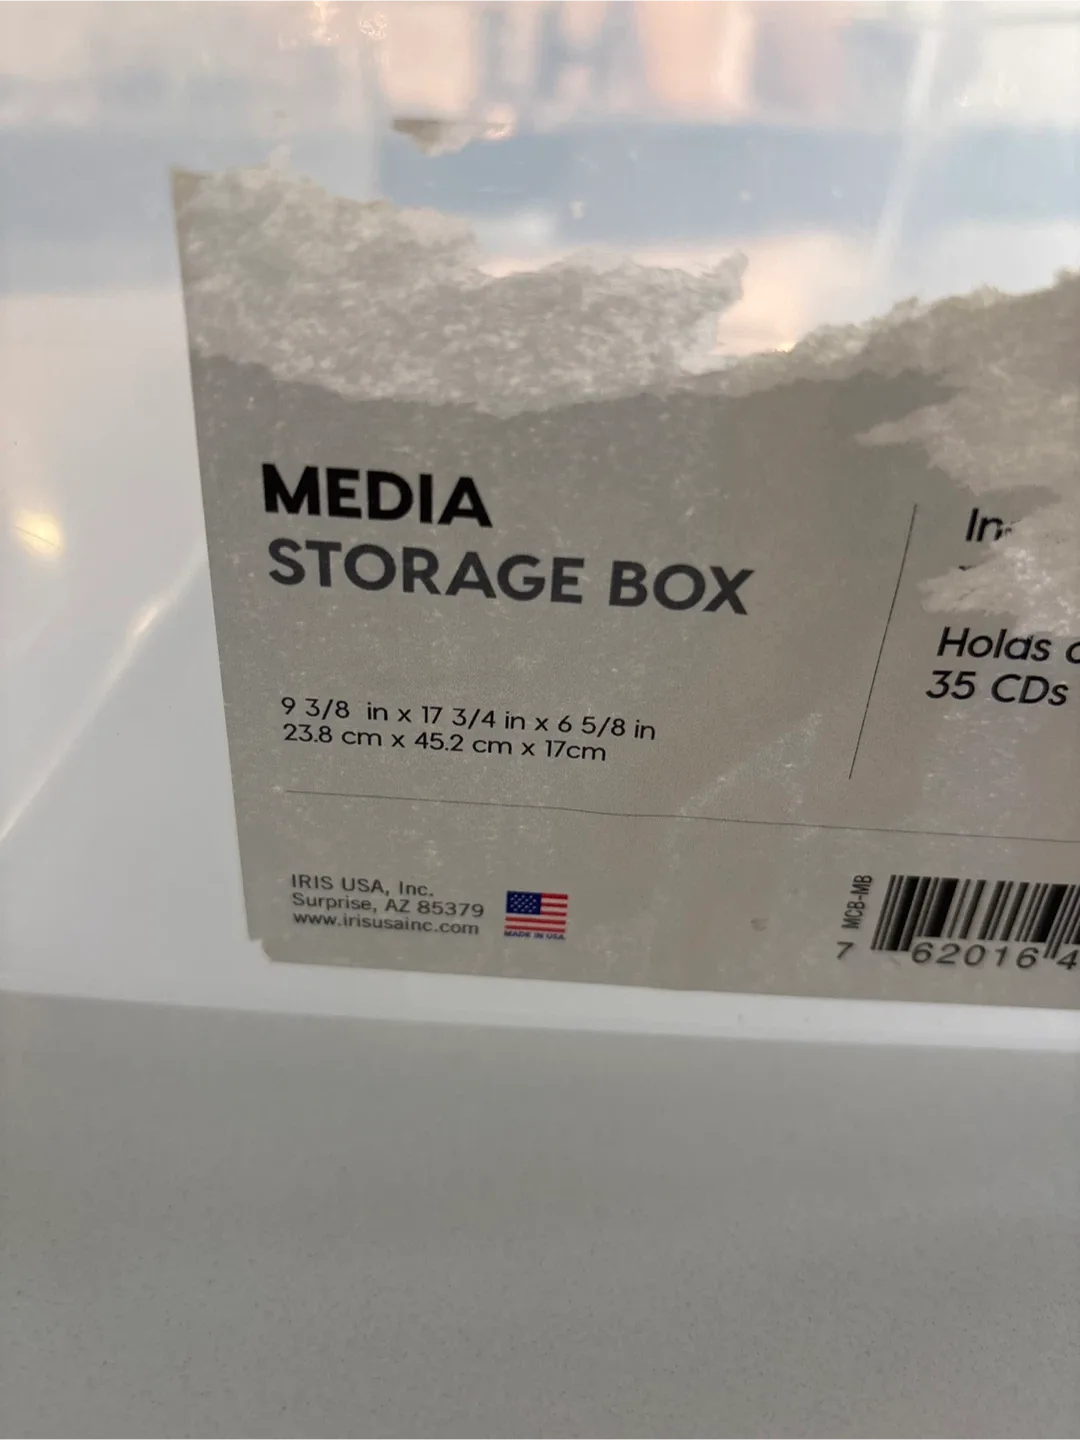 MEDIA
STORAGE BOX
9 3/8 in x 17 3/4 in x 6 5/8 in
23.8 cm x 45.2 cm x 17cm
Holds
35 CDs
IRIS USA, Inc.
Surprise, AZ 85379
www.irisusainc.com
MADE IN USA
MCB-MB
7 62016 4